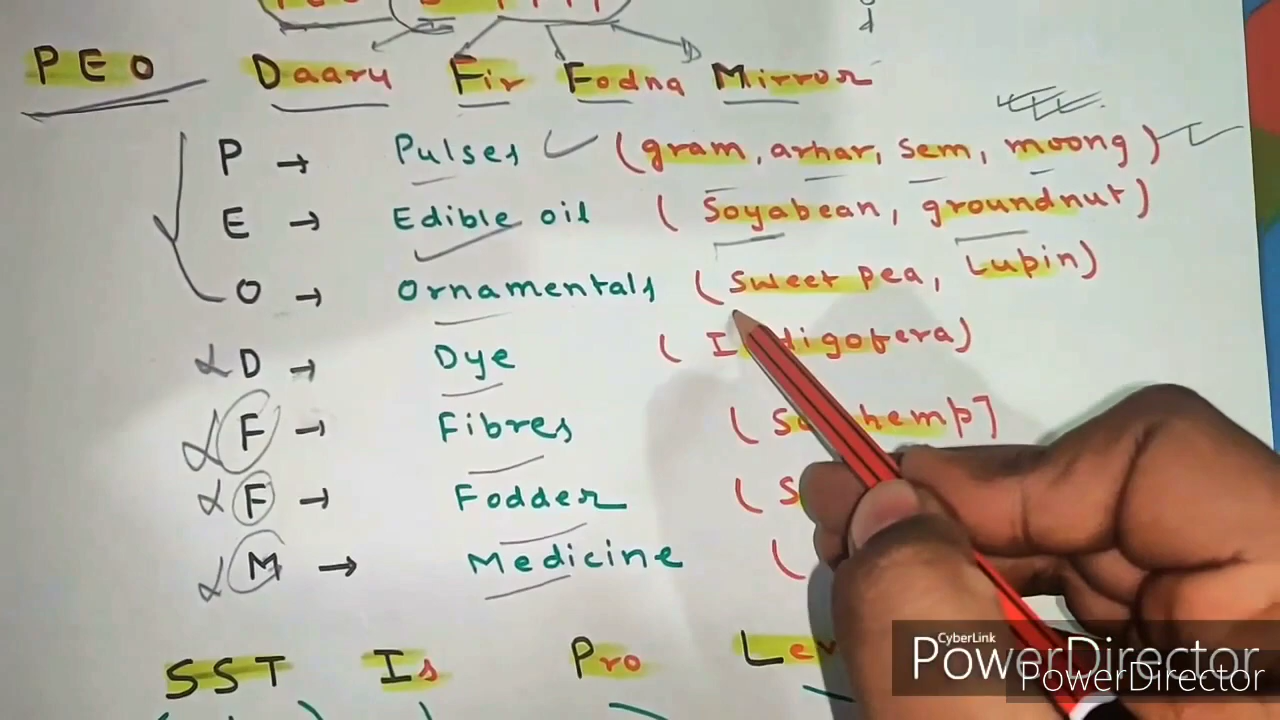 PEO Daaru Fir Fodna Mirror
P → Pulses (gram, arhar, Sem, moong)
E → Edible oil (Soyabean, groundnut)
O → Ornamentals (Sweet pea, Lupin)
D → Dye
F → Fibres
F → Fodder
M → Medicine
SST Is Pro
CyberLink
PowerDirector
PowerDirector